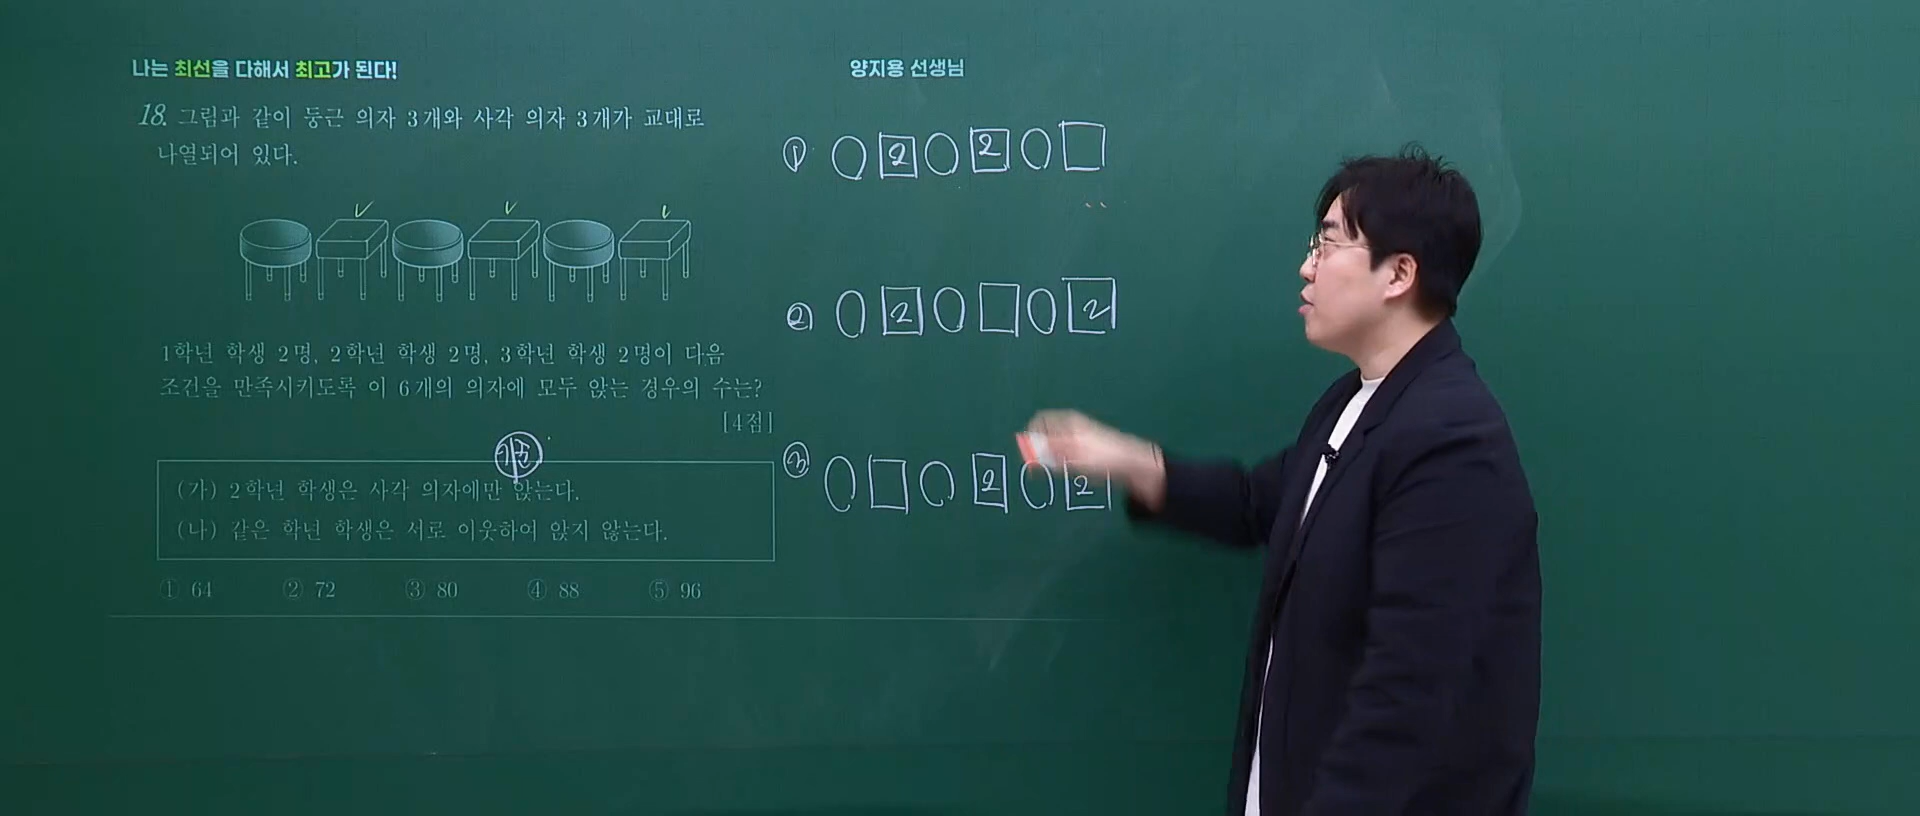 나는 최선을 다해서 최고가 된다!
양지용 선생님
18. 그림과 같이 둥근 의자 3개와 사각 의자 3개가 교대로
나열되어 있다.
1학년 학생 2명, 2학년 학생 2명, 3학년 학생 2명이 다음
조건을 만족시키도록 이 6개의 의자에 모두 앉는 경우의 수는?
[4점]
기준
(가) 2학년 학생은 사각 의자에만 앉는다.
(나) 같은 학년 학생은 서로 이웃하여 앉지 않는다.
① 64 ② 72 ③ 80 ④ 88 ⑤ 96
① 2 2
② 2 2
③ 2 2